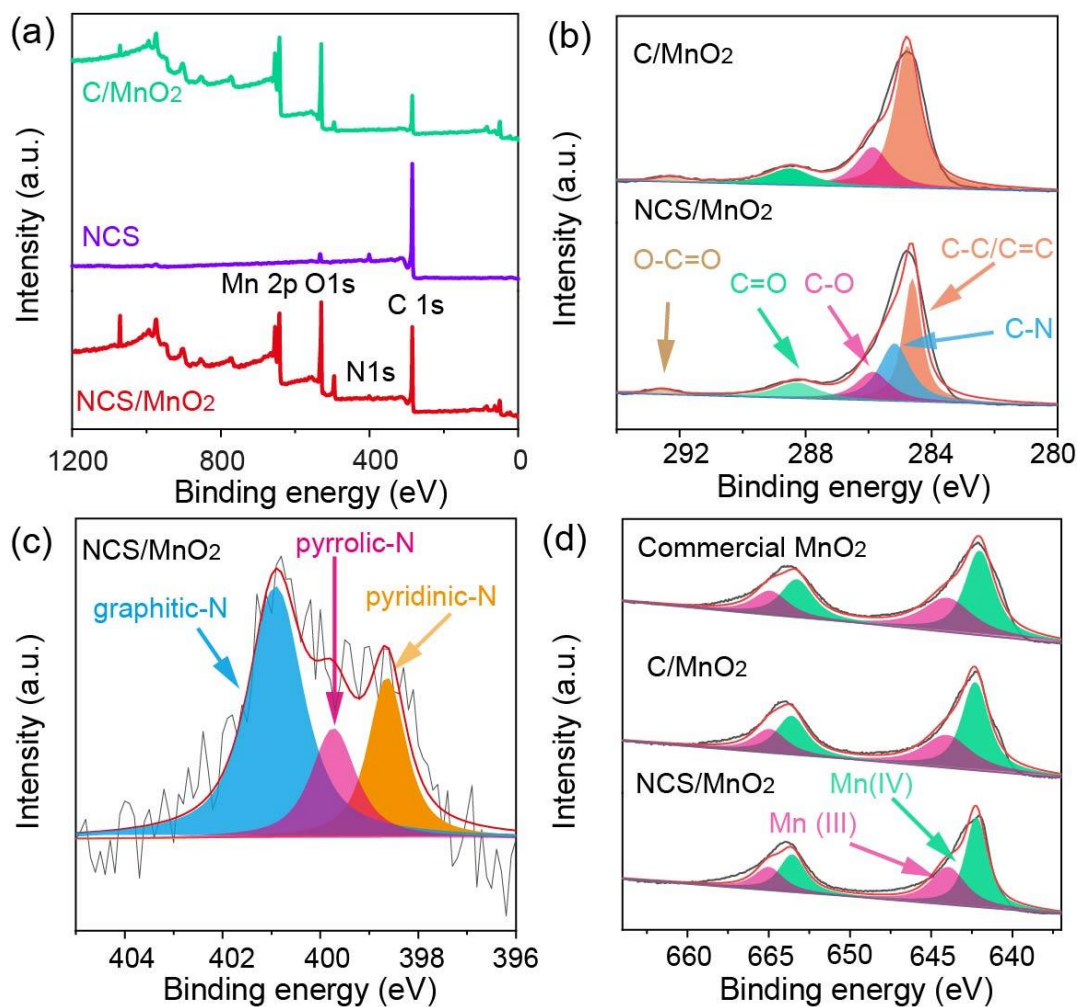 (a)
C/MnO₂
NCS
Mn 2p O1s
C 1s
N1s
NCS/MnO₂
Intensity (a.u.)
1200 800 600 400 200 0
Binding energy (eV)
(b)
C/MnO₂
NCS/MnO₂
O-C=O
C=O
C-O
C-C/C=C
C-N
Intensity (a.u.)
292 288 284 280
Binding energy (eV)
(c)
NCS/MnO₂
pyrrolic-N
graphitic-N
pyridinic-N
Intensity (a.u.)
404 402 400 398 396
Binding energy (eV)
(d)
Commercial MnO₂
C/MnO₂
NCS/MnO₂
Mn(IV)
Mn (III)
Intensity (a.u.)
660 650 640
Binding energy (eV)